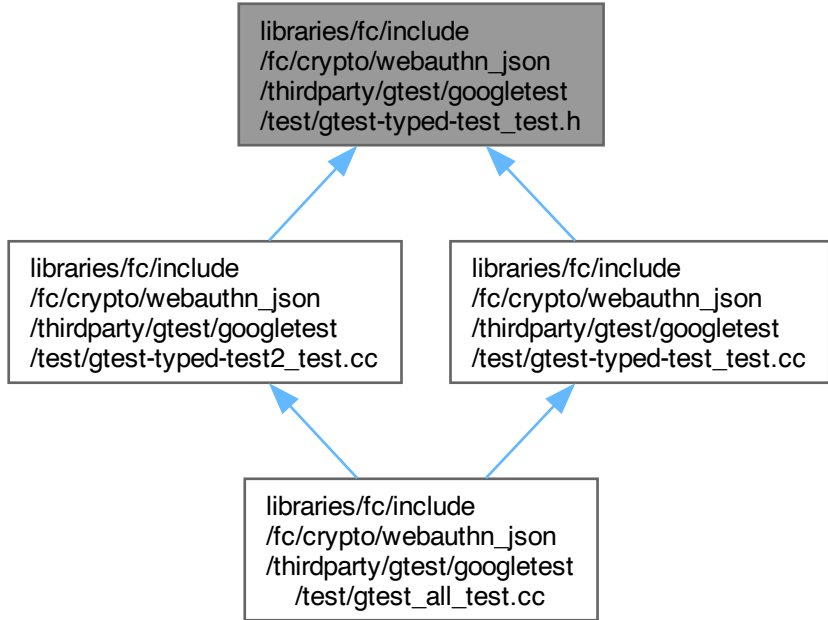 libraries/fc/include
/fc/crypto/webauthn_json
/thirdparty/gtest/googletest
/test/gtest-typed-test_test.h
libraries/fc/include
/fc/crypto/webauthn_json
/thirdparty/gtest/googletest
/test/gtest-typed-test2_test.cc
libraries/fc/include
/fc/crypto/webauthn_json
/thirdparty/gtest/googletest
/test/gtest-typed-test_test.cc
libraries/fc/include
/fc/crypto/webauthn_json
/thirdparty/gtest/googletest
/test/gtest_all_test.cc